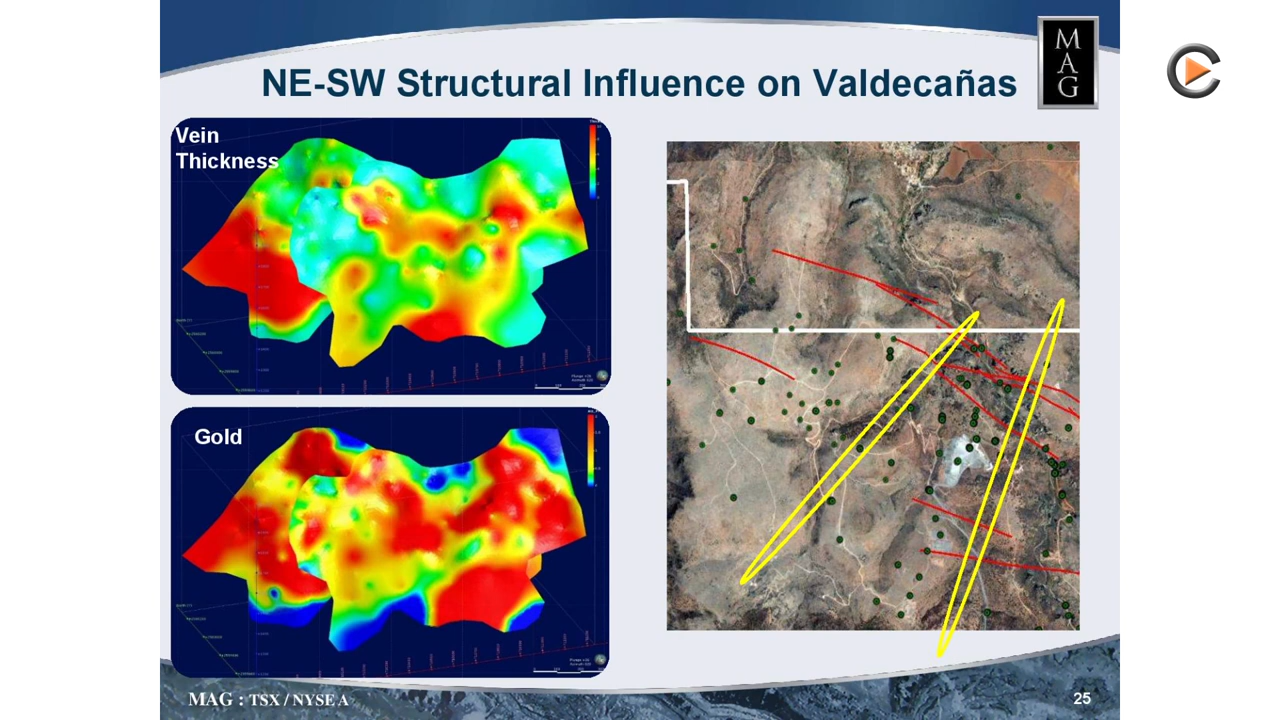 NE-SW Structural Influence on Valdecañas
M
A
G
Vein
Thickness
Gold
MAG : TSX / NYSE A
25